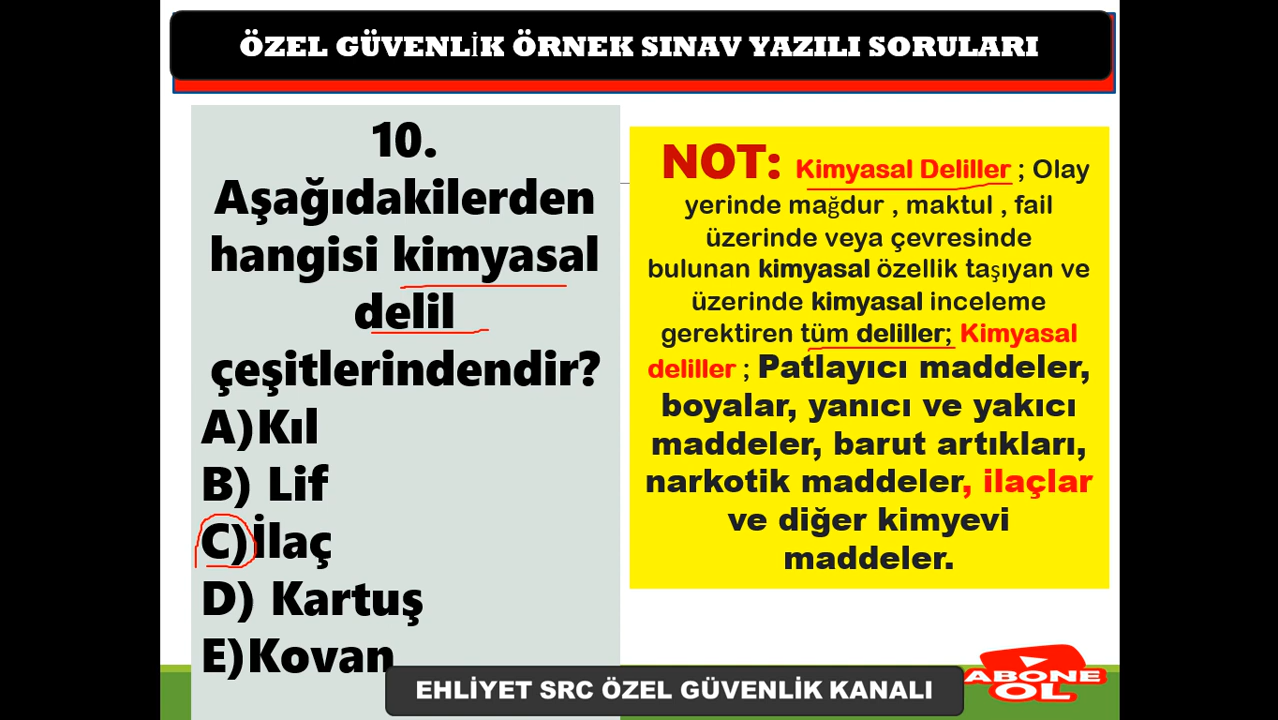 ÖZEL GÜVENLİK ÖRNEK SINAV YAZILI SORULARI
10.
Aşağıdakilerden
hangisi kimyasal
delil
çeşitlerindendir?
A)Kıl
B) Lif
C)İlaç
D) Kartuş
E)Kovan
NOT: Kimyasal Deliller ; Olay
yerinde mağdur , maktul , fail
üzerinde veya çevresinde
bulunan kimyasal özellik taşıyan ve
üzerinde kimyasal inceleme
gerektiren tüm deliller; Kimyasal
deliller ; Patlayıcı maddeler,
boyalar, yanıcı ve yakıcı
maddeler, barut artıkları,
narkotik maddeler, ilaçlar
ve diğer kimyevi
maddeler.
EHLİYET SRC ÖZEL GÜVENLİK KANALI
ABONE
OL